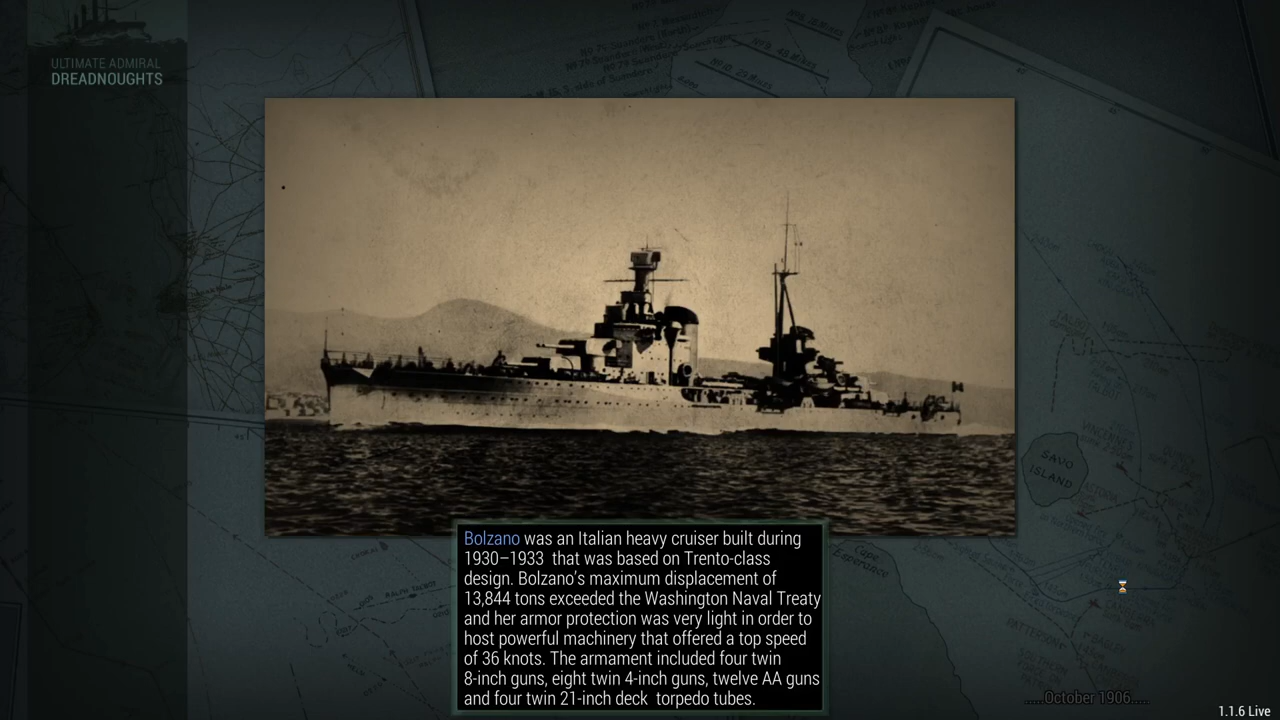 ULTIMATE ADMIRAL
DREADNOUGHTS
SAVO
ISLAND
Cape
Esperance
Bolzano was an Italian heavy cruiser built during
1930–1933  that was based on Trento-class
design. Bolzano's maximum displacement of
13,844 tons exceeded the Washington Naval Treaty
and her armor protection was very light in order to
host powerful machinery that offered a top speed
of 36 knots. The armament included four twin
8-inch guns, eight twin 4-inch guns, twelve AA guns
and four twin 21-inch deck  torpedo tubes.
.....October 1906.....
1.1.6 Live